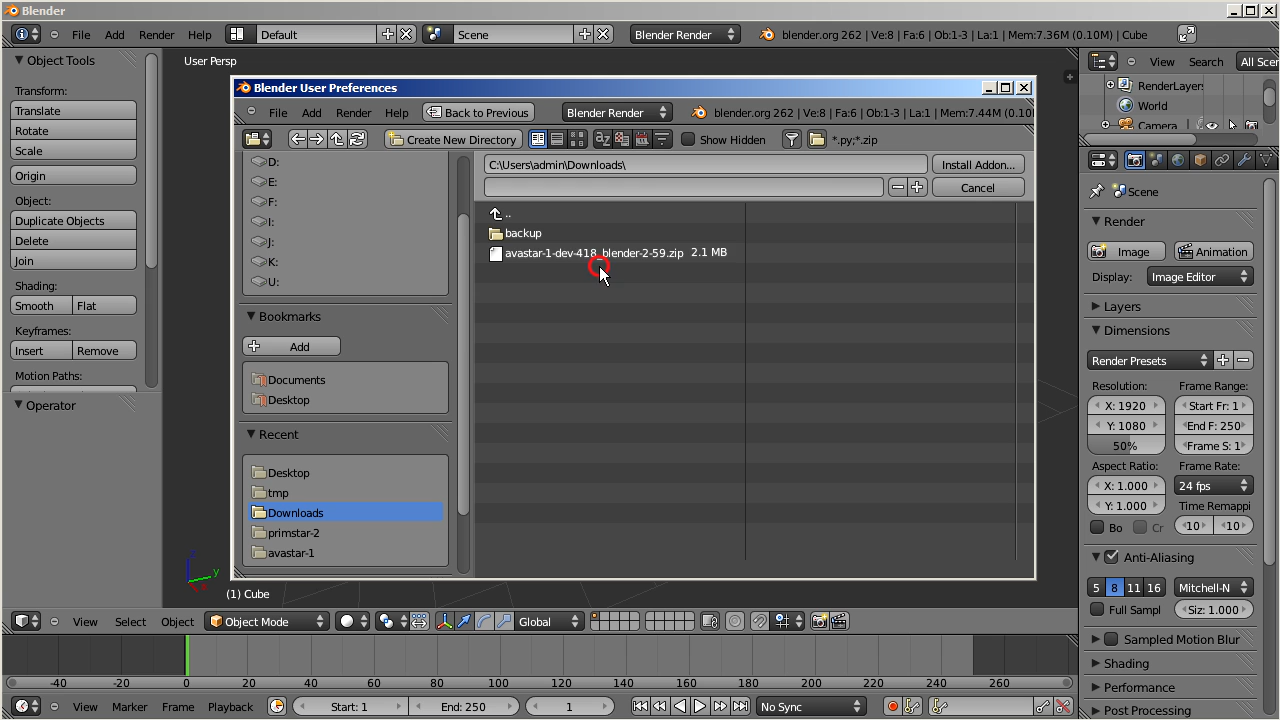 Blender
File Add Render Help Default Scene Blender Render blender.org 262 | Ve:8 | Fa:6 | Ob:1-3 | La:1 | Mem:7.36M (0.10M) | Cube
Object Tools
Transform:
Translate
Rotate
Scale
Origin
Object:
Duplicate Objects
Delete
Join
Shading:
Smooth Flat
Keyframes:
Insert Remove
Motion Paths:
Operator
User Persp
Blender User Preferences
File Add Render Help Back to Previous Blender Render blender.org 262 | Ve:8 | Fa:6 | Ob:1-3 | La:1 | Mem:7.44M (0.10
Create New Directory Show Hidden *.py;*.zip
D:
E:
F:
I:
J:
K:
U:
Bookmarks
Add
Documents
Desktop
Recent
Desktop
tmp
Downloads
primstar-2
avastar-1
C:\Users\admin\Downloads\ Install Addon...
Cancel
..
backup
avastar-1-dev-418_blender-2-59.zip 2.1 MB
y
(1) Cube
View Search All Scer
RenderLayers
World
Camera
Scene
Render
Image Animation
Display: Image Editor
Layers
Dimensions
Render Presets
Resolution: Frame Range:
X: 1920 Start Fr: 1
Y: 1080 End F: 250
50% Frame S: 1
Aspect Ratio: Frame Rate:
X: 1.000 24 fps
Y: 1.000 Time Remappi
Bo Cr 10 10
Anti-Aliasing
5 8 11 16 Mitchell-N
Full Sampl Siz: 1.000
Sampled Motion Blur
Shading
Performance
Post Processing
View Select Object Object Mode Global
-40 -20 0 20 40 60 80 100 120 140 160 180 200 220 240 260
View Marker Frame Playback Start: 1 End: 250 1 No Sync